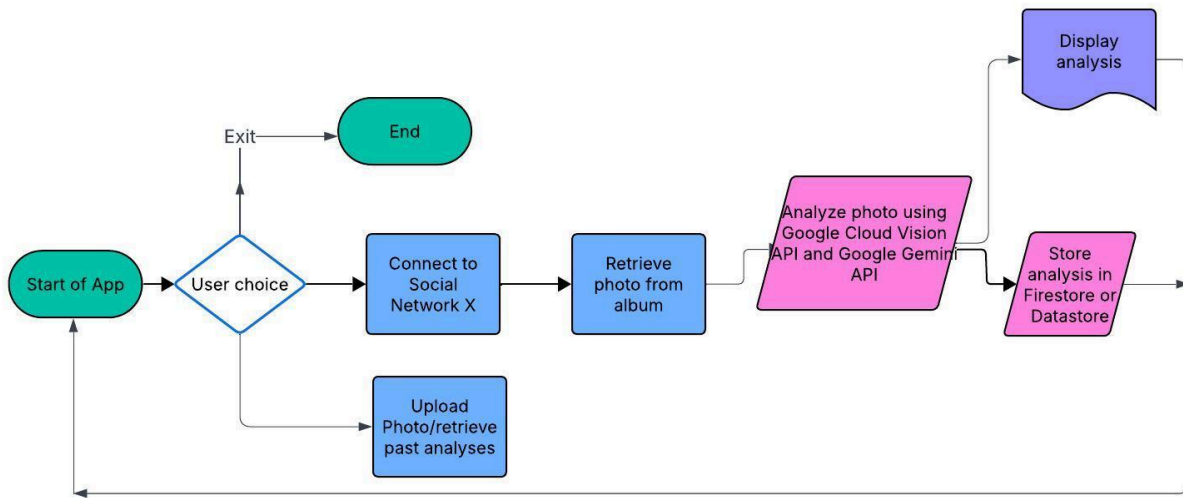 Display
analysis
Exit
End
Analyze photo using
Google Cloud Vision
API and Google Gemini
API
Start of App
User choice
Connect to
Social
Network X
Retrieve
photo from
album
Store
analysis in
Firestore or
Datastore
Upload
Photo/retrieve
past analyses